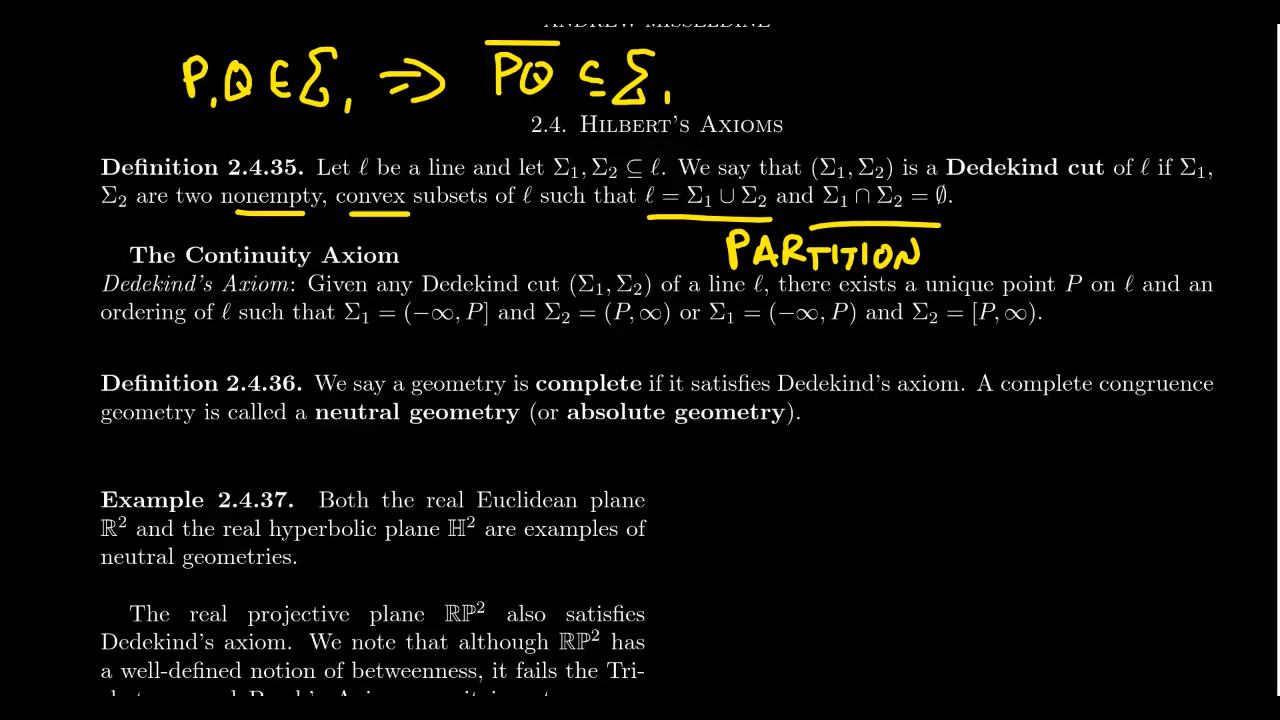 P, Q ∈ Σ₁ ⇒ P̅Q̅ ⊆ Σ₁
2.4. Hilbert's Axioms
Definition 2.4.35. Let ℓ be a line and let Σ₁, Σ₂ ⊆ ℓ. We say that (Σ₁, Σ₂) is a Dedekind cut of ℓ if Σ₁,
Σ₂ are two nonempty, convex subsets of ℓ such that ℓ = Σ₁ ∪ Σ₂ and Σ₁ ∩ Σ₂ = ∅.
PARTITION
The Continuity Axiom
Dedekind's Axiom: Given any Dedekind cut (Σ₁, Σ₂) of a line ℓ, there exists a unique point P on ℓ and an
ordering of ℓ such that Σ₁ = (−∞, P] and Σ₂ = (P, ∞) or Σ₁ = (−∞, P) and Σ₂ = [P, ∞).
Definition 2.4.36. We say a geometry is complete if it satisfies Dedekind's axiom. A complete congruence
geometry is called a neutral geometry (or absolute geometry).
Example 2.4.37. Both the real Euclidean plane
ℝ² and the real hyperbolic plane ℍ² are examples of
neutral geometries.
The real projective plane ℝℙ² also satisfies
Dedekind's axiom. We note that although ℝℙ² has
a well-defined notion of betweenness, it fails the Tri-